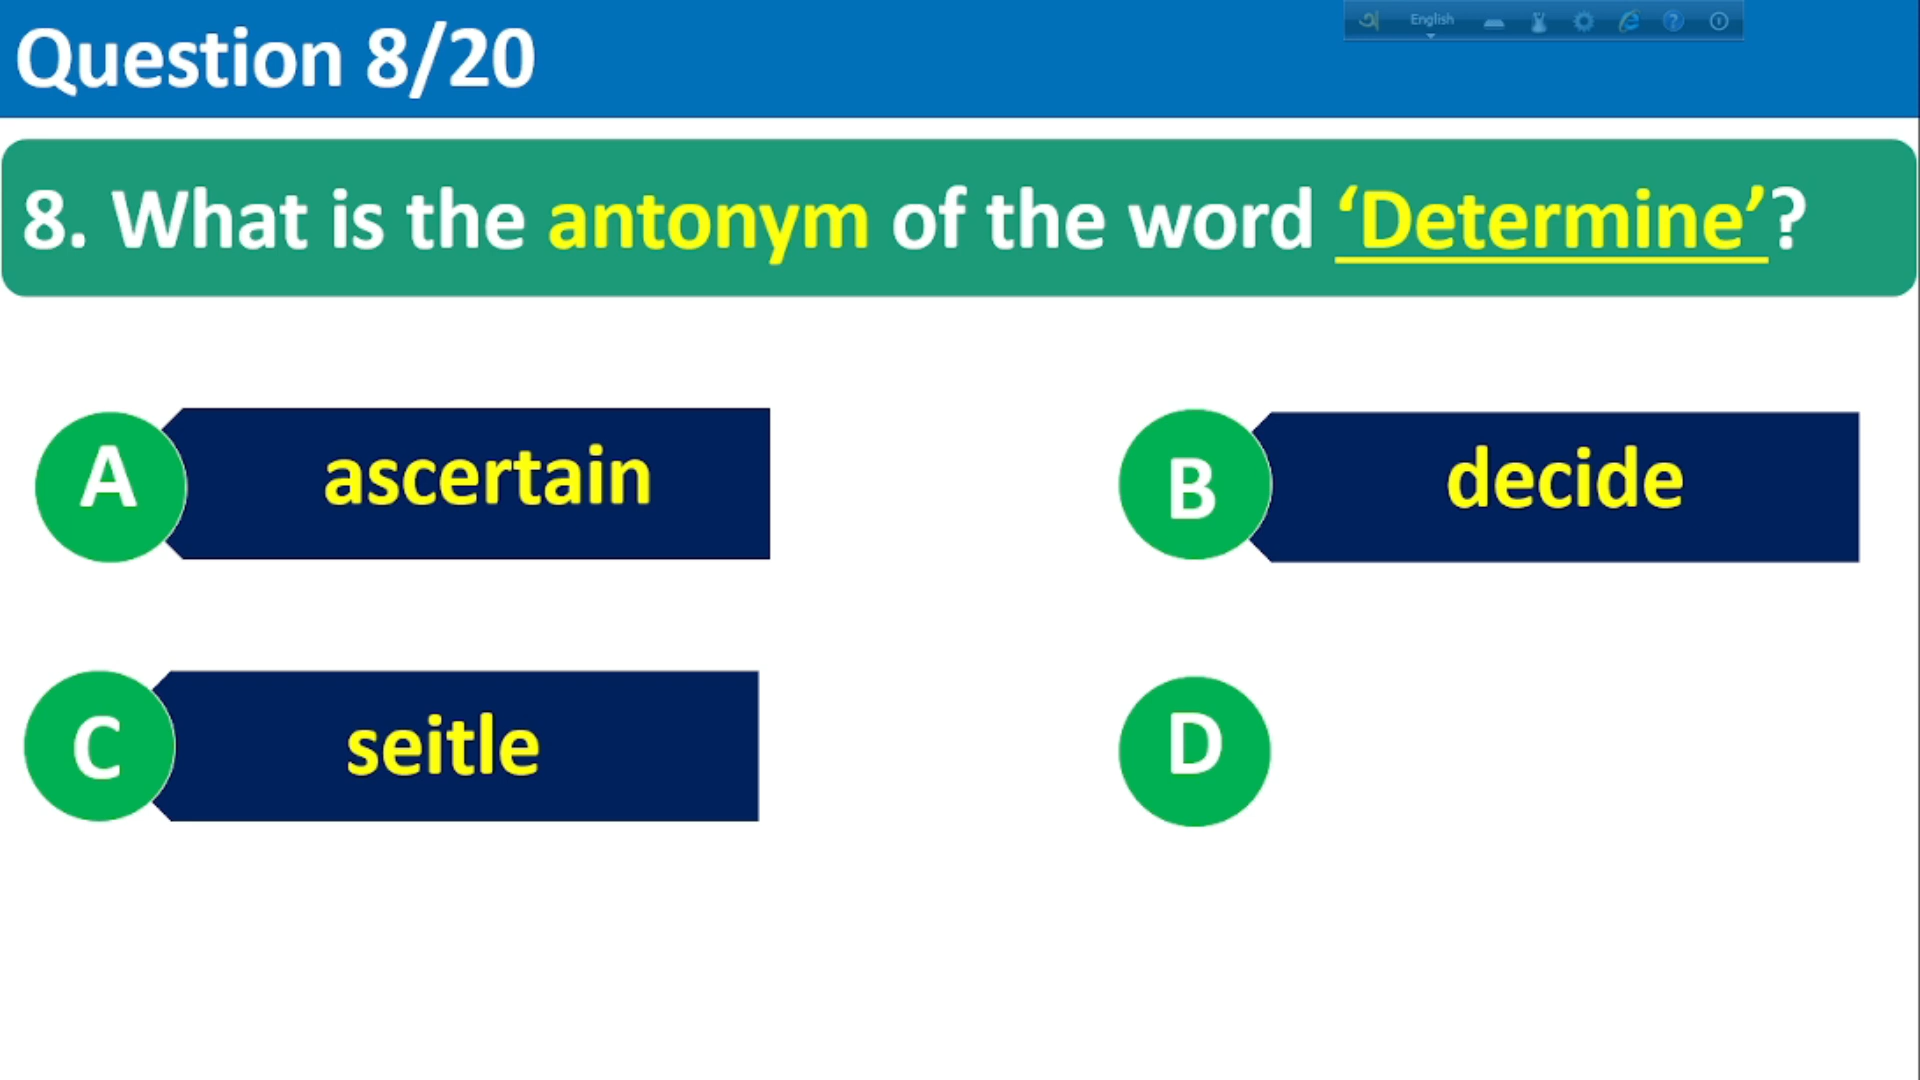 Question 8/20
English
8. What is the antonym of the word ‘Determine’?
A ascertain
B decide
C seitle
D